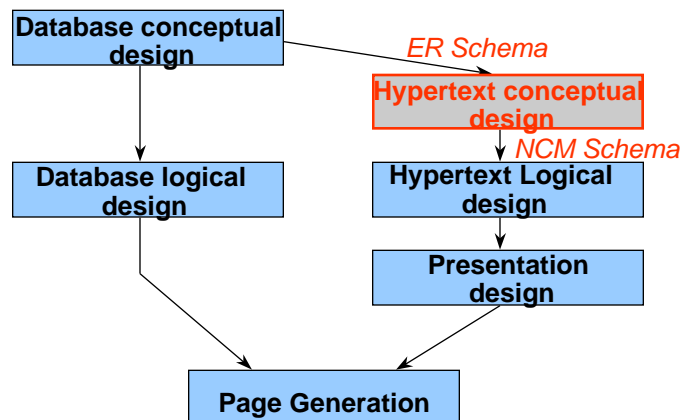 Database conceptual
design
ER Schema
Hypertext conceptual
design
NCM Schema
Database logical
design
Hypertext Logical
design
Presentation
design
Page Generation